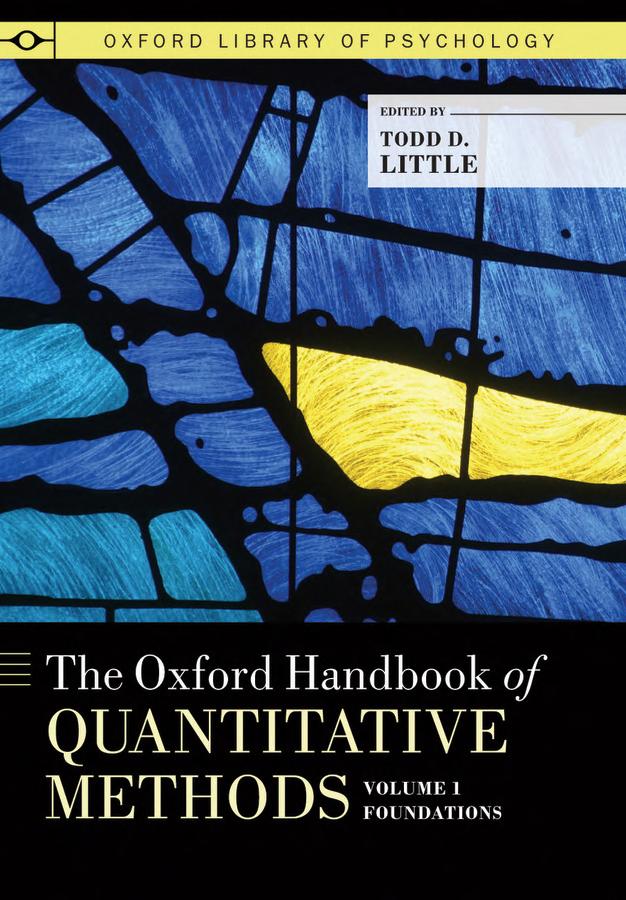 OXFORD LIBRARY OF PSYCHOLOGY
EDITED BY
TODD D.
LITTLE
The Oxford Handbook of
QUANTITATIVE
METHODS
VOLUME 1
FOUNDATIONS